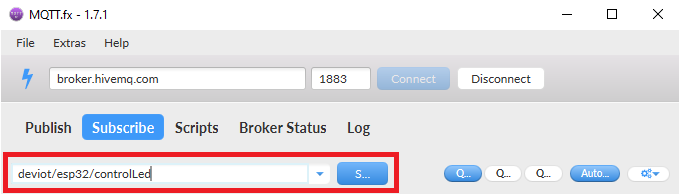 MQTT.fx - 1.7.1
File Extras Help
broker.hivemq.com 1883 Connect Disconnect
Publish Subscribe Scripts Broker Status Log
deviot/esp32/controlLed S... Q... Q... Q... Auto...